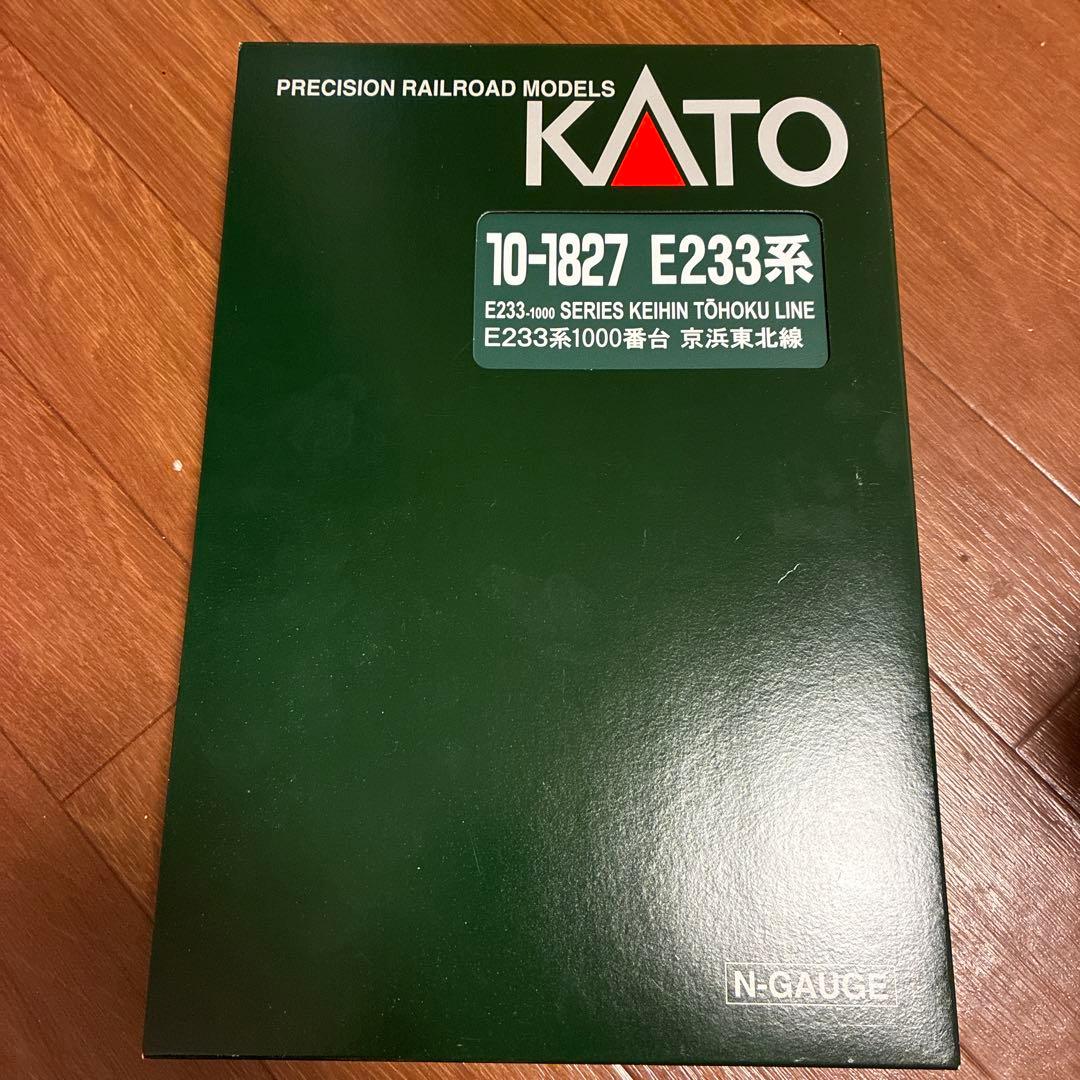 PRECISION RAILROAD MODELS
KATO
10-1827 E233系
E233-1000 SERIES KEIHIN TŌHOKU LINE
E233系1000番台 京浜東北線
N-GAUGE